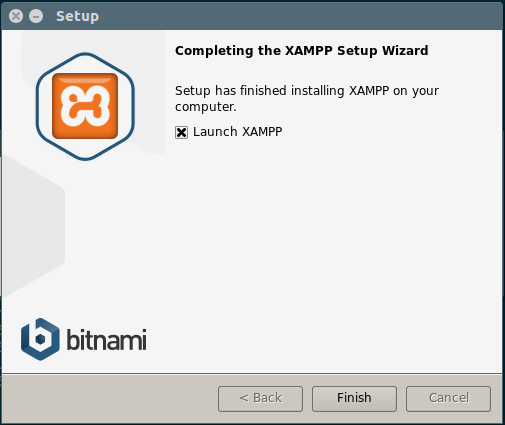 Setup
Completing the XAMPP Setup Wizard
Setup has finished installing XAMPP on your
computer.
Launch XAMPP
bitnami
< Back
Finish
Cancel